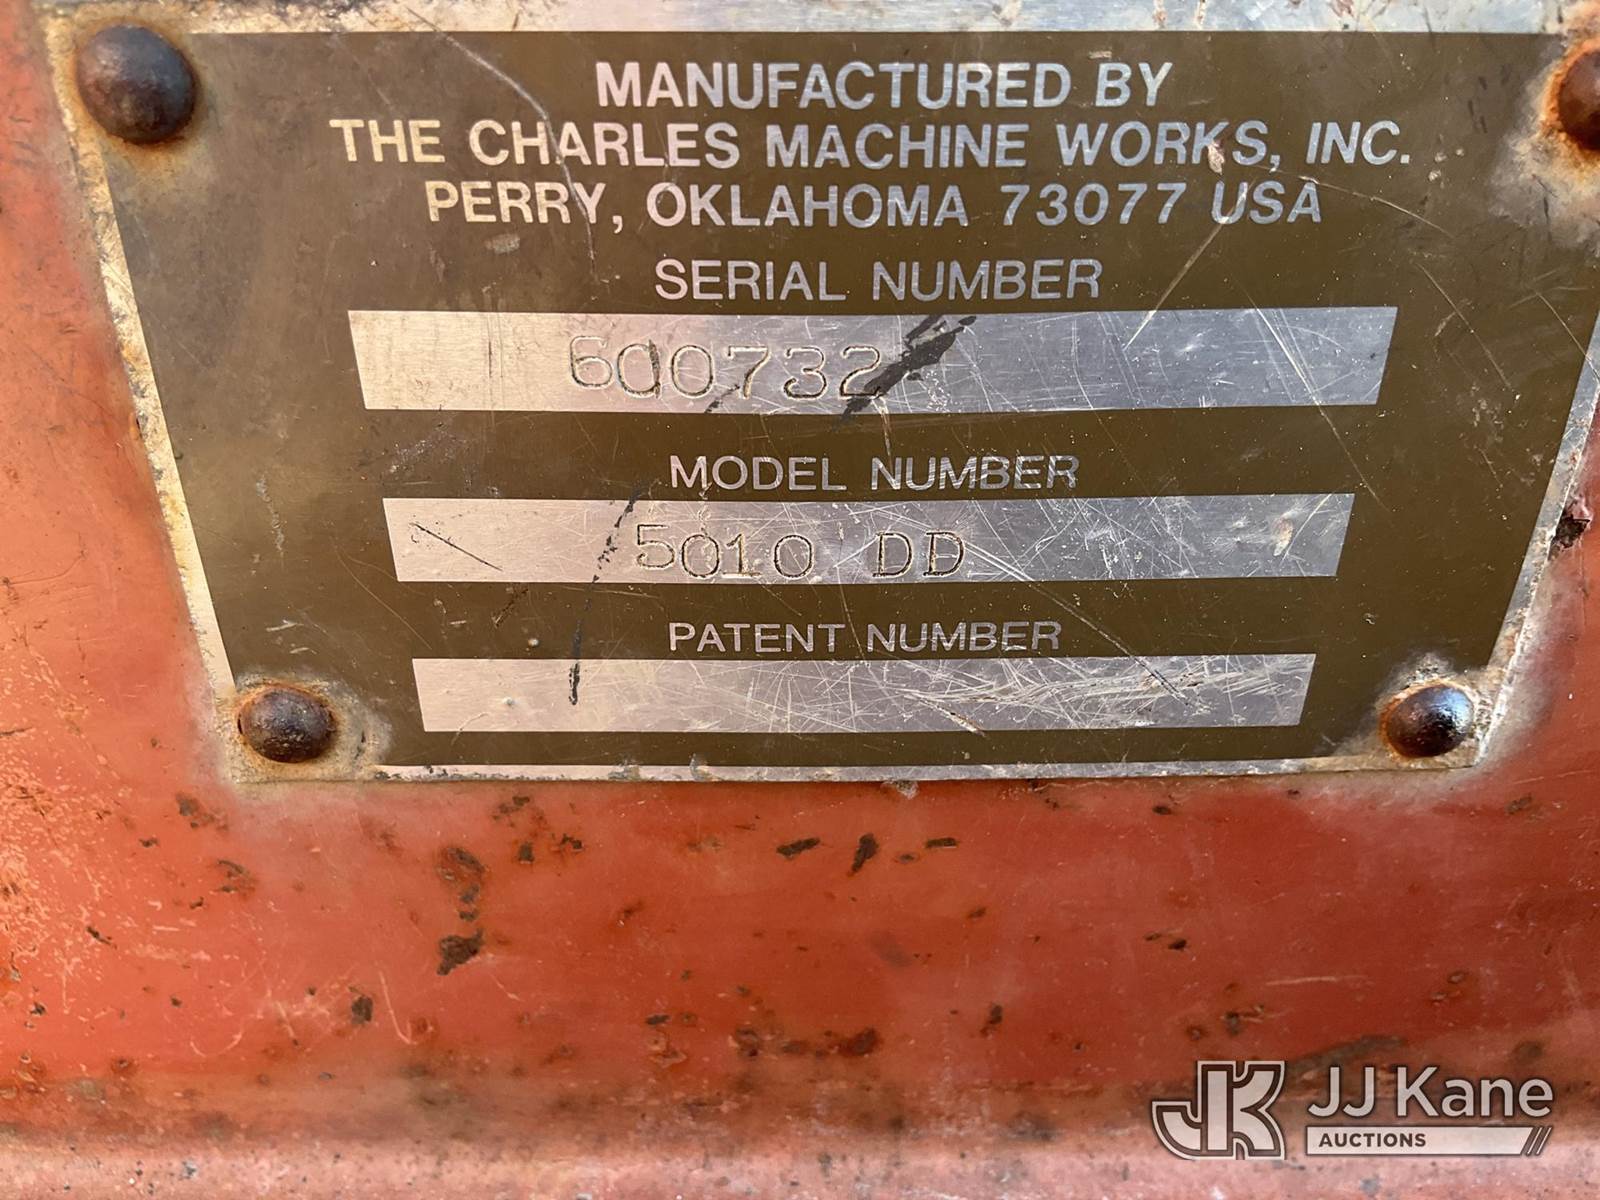 MANUFACTURED BY
THE CHARLES MACHINE WORKS, INC.
PERRY, OKLAHOMA 73077 USA
SERIAL NUMBER
600732
MODEL NUMBER
5010 DD
PATENT NUMBER
JK JJ Kane
AUCTIONS